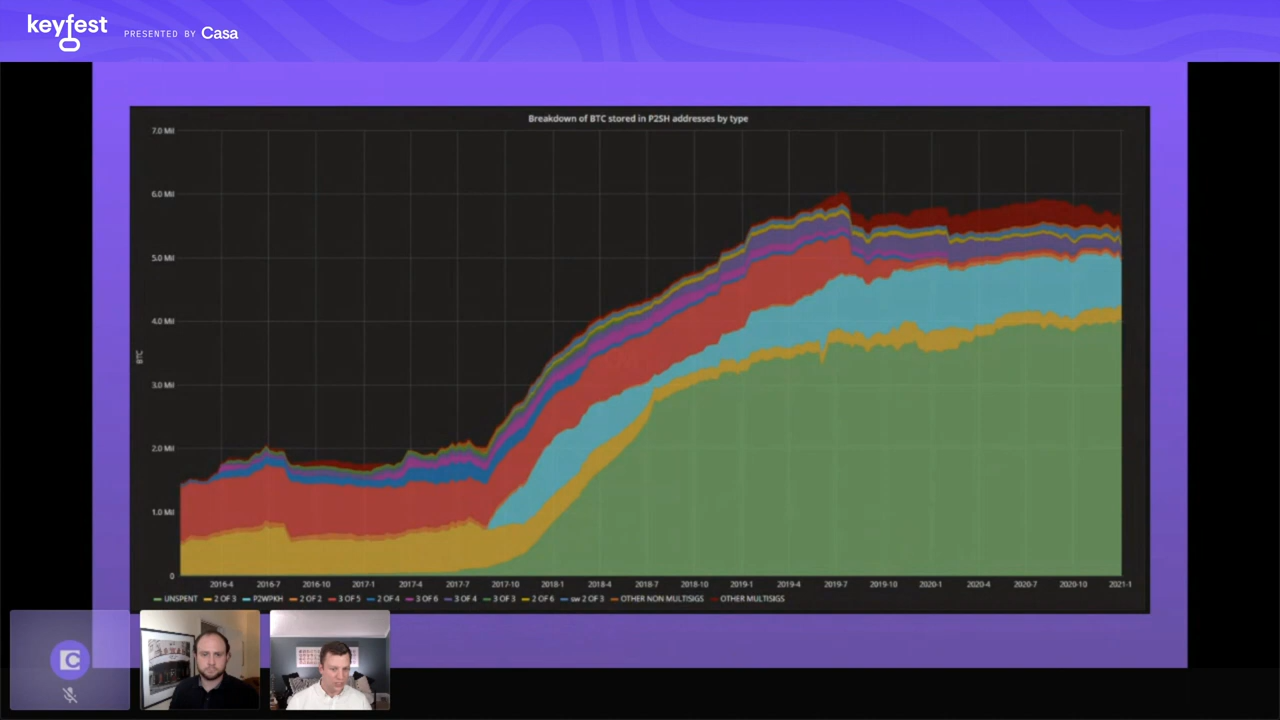 keyfest
PRESENTED BY Casa
Breakdown of BTC stored in P2SH addresses by type
7.0 Mil
6.0 Mil
5.0 Mil
4.0 Mil
3.0 Mil
2.0 Mil
1.0 Mil
0
BTC
2016-4 2016-7 2016-10 2017-1 2017-4 2017-7 2017-10 2018-1 2018-4 2018-7 2018-10 2019-1 2019-4 2019-7 2019-10 2020-1 2020-4 2020-7 2020-10 2021-1
UNSPENT 2 OF 3 P2WPKH 2 OF 2 3 OF 5 2 OF 4 3 OF 6 3 OF 4 3 OF 3 2 OF 6 sw 2 OF 3 OTHER NON MULTISIGS OTHER MULTISIGS